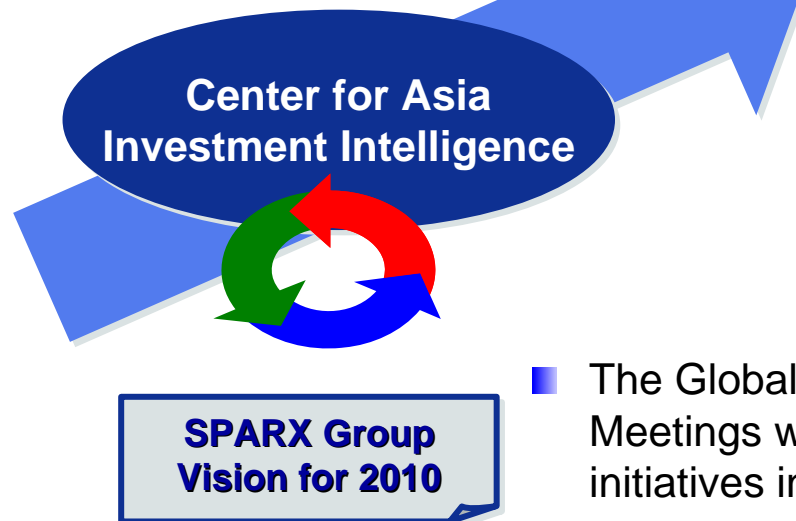 Center for Asia
Investment Intelligence
SPARX Group
Vision for 2010
The Global
Meetings
initiatives